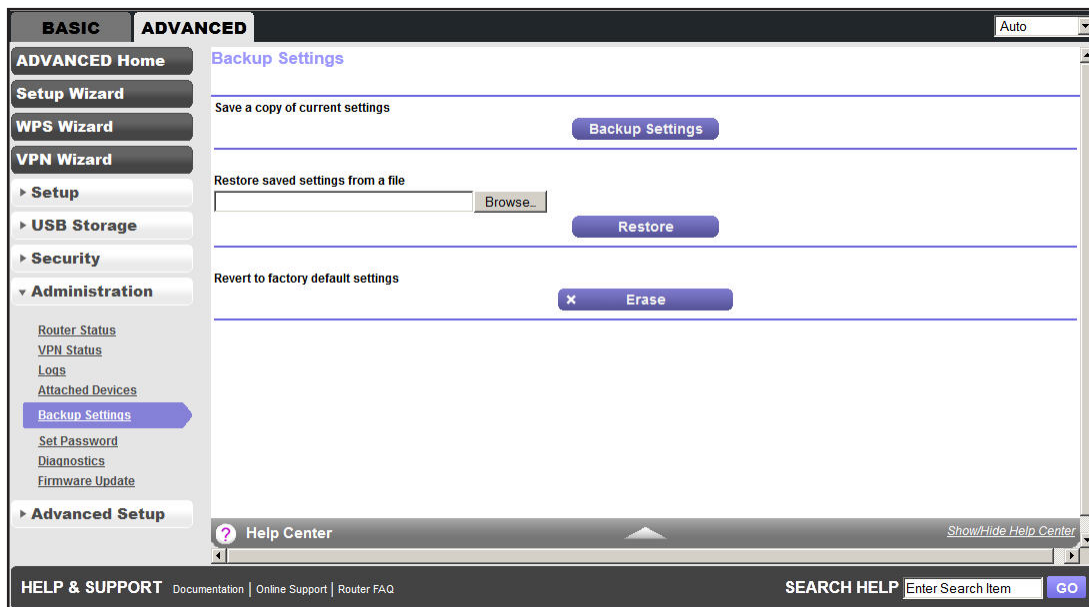 BASIC
ADVANCED
Auto
ADVANCED Home
Setup Wizard
WPS Wizard
VPN Wizard
Setup
USB Storage
Security
Administration
Router Status
VPN Status
Logs
Attached Devices
Backup Settings
Set Password
Diagnostics
Firmware Update
Advanced Setup
Backup Settings
Save a copy of current settings
Backup Settings
Restore saved settings from a file
Browse...
Restore
Revert to factory default settings
Erase
? Help Center
Show/Hide Help Center
HELP & SUPPORT Documentation | Online Support | Router FAQ
SEARCH HELP Enter Search Item GO